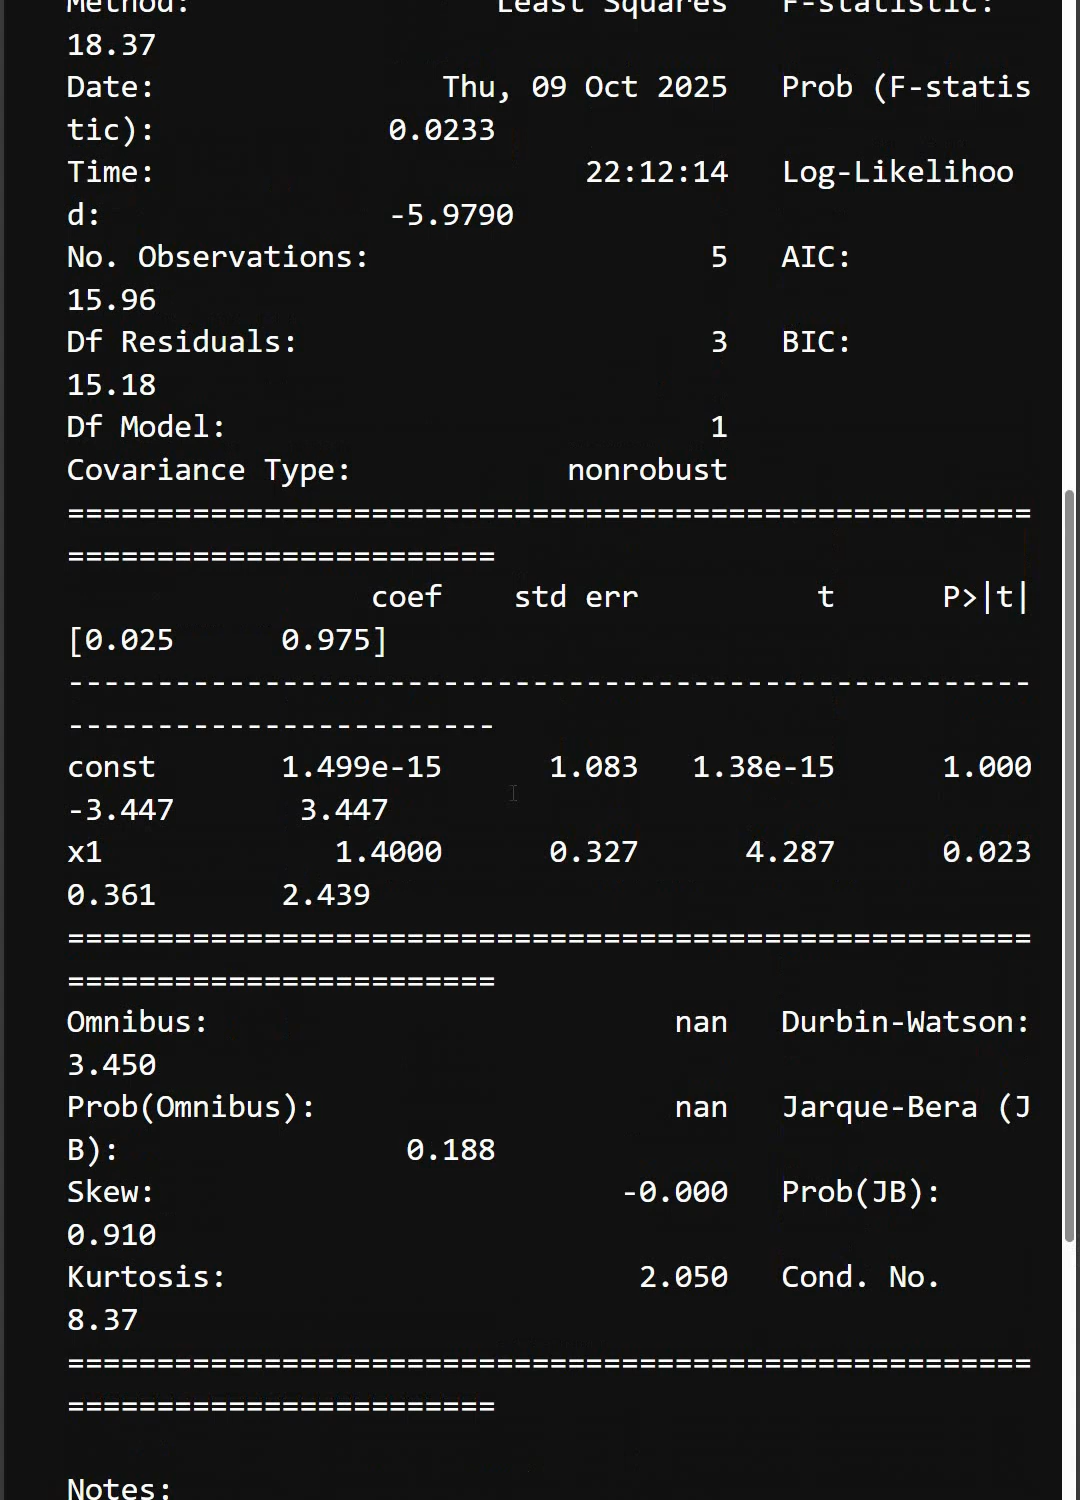 Method:                        Least Squares   F-statistic:
18.37
Date:                Thu, 09 Oct 2025   Prob (F-statis
tic):             0.0233
Time:                        22:12:14   Log-Likelihoo
d:                -5.9790
No. Observations:                   5   AIC:
15.96
Df Residuals:                       3   BIC:
15.18
Df Model:                           1
Covariance Type:            nonrobust
======================================================
========================
                 coef    std err          t      P>|t|
[0.025      0.975]
------------------------------------------------------
------------------------
const       1.499e-15      1.083   1.38e-15      1.000
-3.447       3.447
x1             1.4000      0.327      4.287      0.023
0.361       2.439
======================================================
========================
Omnibus:                          nan   Durbin-Watson:
3.450
Prob(Omnibus):                    nan   Jarque-Bera (J
B):                0.188
Skew:                          -0.000   Prob(JB):
0.910
Kurtosis:                       2.050   Cond. No.
8.37
======================================================
========================
Notes: